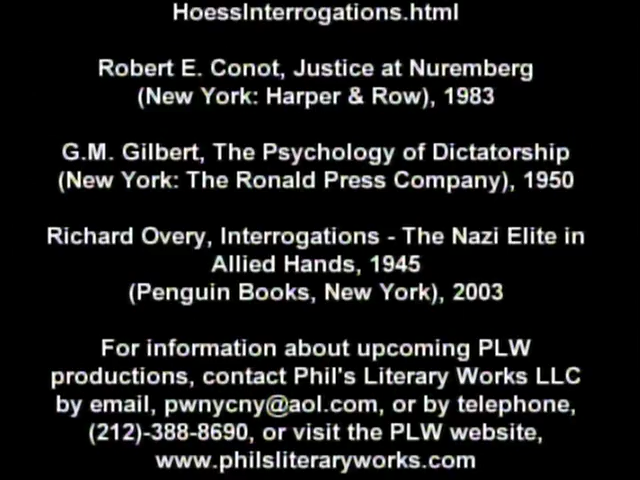 HoessInterrogations.html
Robert E. Conot, Justice at Nuremberg
(New York: Harper & Row), 1983
G.M. Gilbert, The Psychology of Dictatorship
(New York: The Ronald Press Company), 1950
Richard Overy, Interrogations - The Nazi Elite in
Allied Hands, 1945
(Penguin Books, New York), 2003
For information about upcoming PLW
productions, contact Phil's Literary Works LLC
by email, pwnycny@aol.com, or by telephone,
(212)-388-8690, or visit the PLW website,
www.philsliteraryworks.com